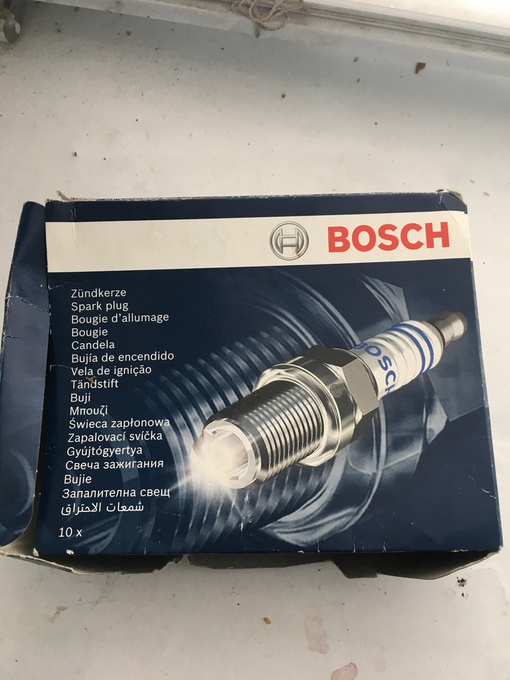 BOSCH
Zündkerze
Spark plug
Bougie d'allumage
Bougie
Candela
Bujía de encendido
Vela de ignição
Tändstift
Buji
Μπουζί
Świeca zapłonowa
Zapalovací svíčka
Gyújtógyertya
Свеча зажигания
Bujie
Запалителна свещ
شمعات الاحتراق
10 x
BOSCH